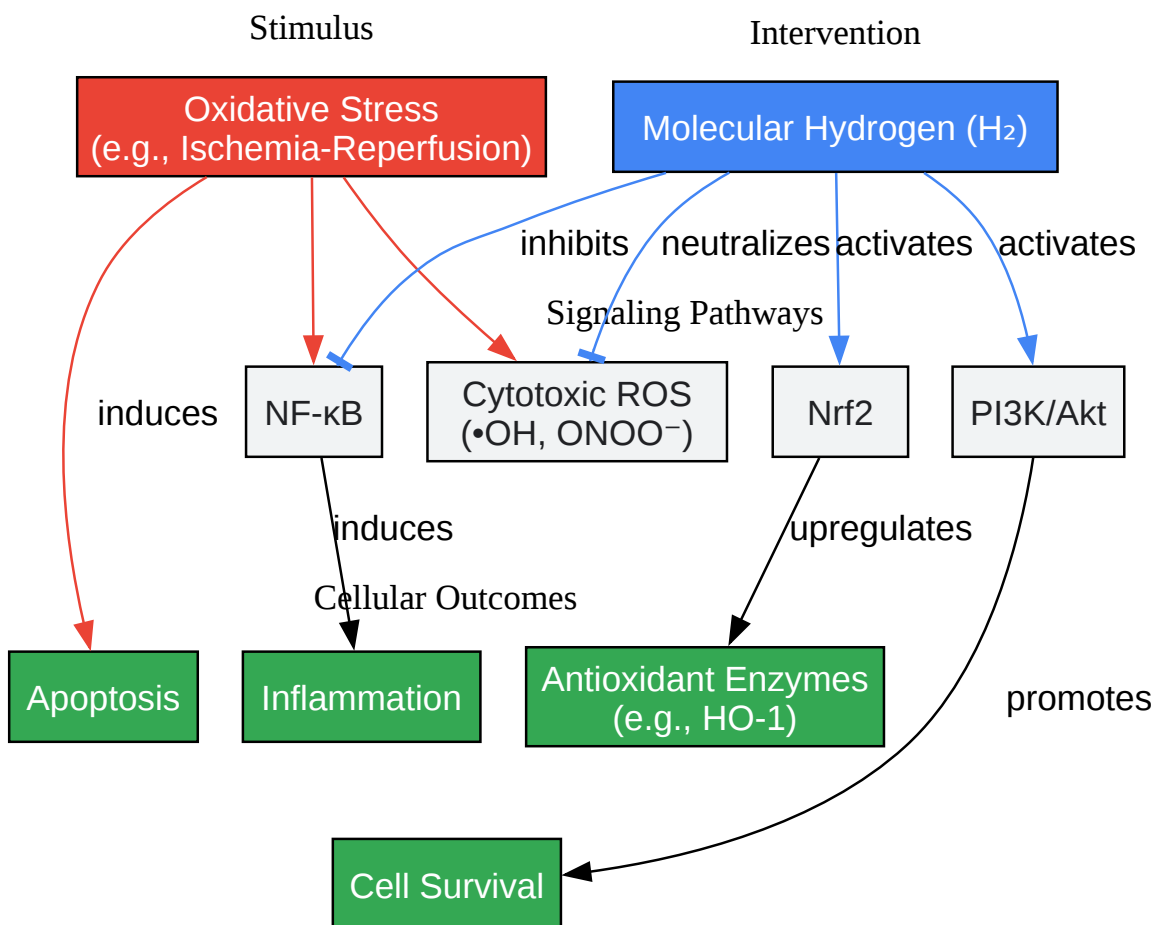 Stimulus
Intervention
Oxidative Stress
(e.g., Ischemia-Reperfusion)
Molecular Hydrogen (H₂)
inhibits
neutralizes
activates
activates
Signaling Pathways
induces
NF-κB
Cytotoxic ROS
(•OH, ONOO⁻)
Nrf2
PI3K/Akt
induces
upregulates
Cellular Outcomes
Apoptosis
Inflammation
Antioxidant Enzymes
(e.g., HO-1)
promotes
Cell Survival